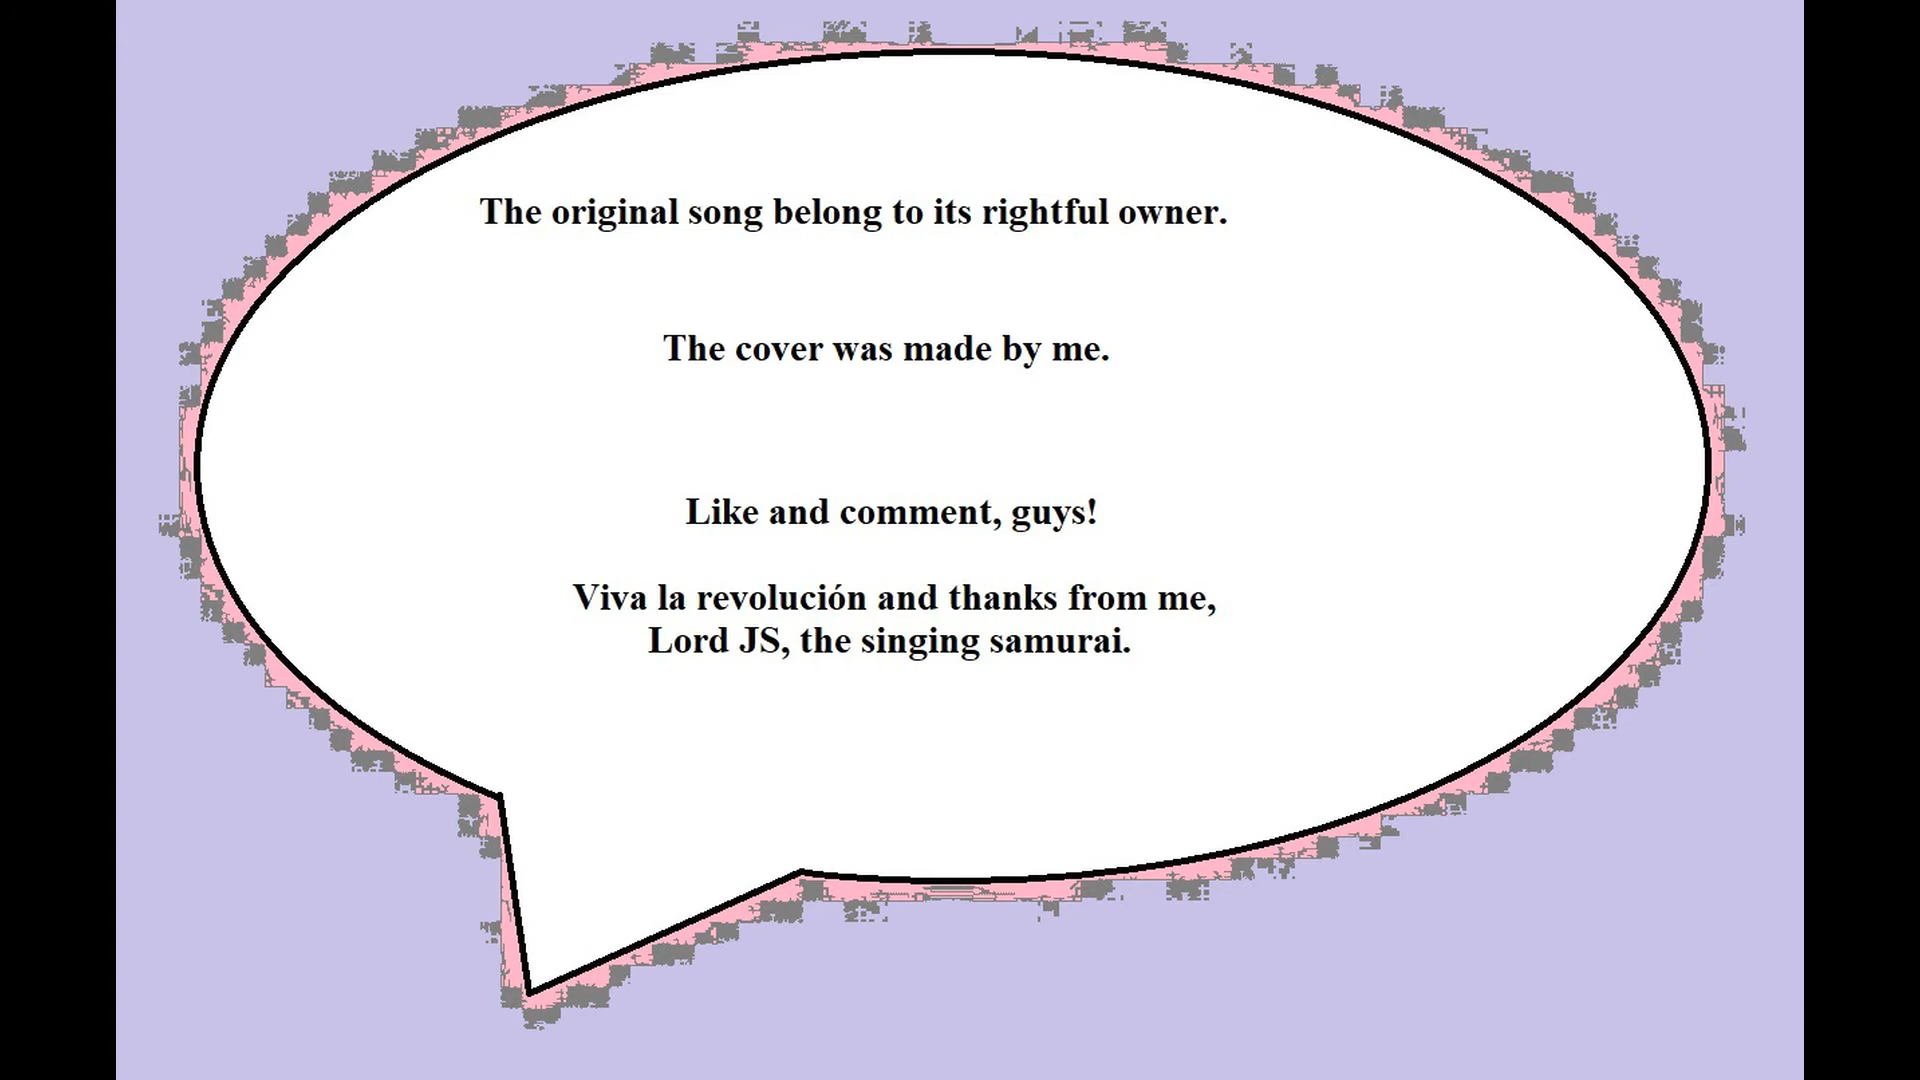 The original song belong to its rightful owner.
The cover was made by me.
Like and comment, guys!
Viva la revolución and thanks from me,
Lord JS, the singing samurai.